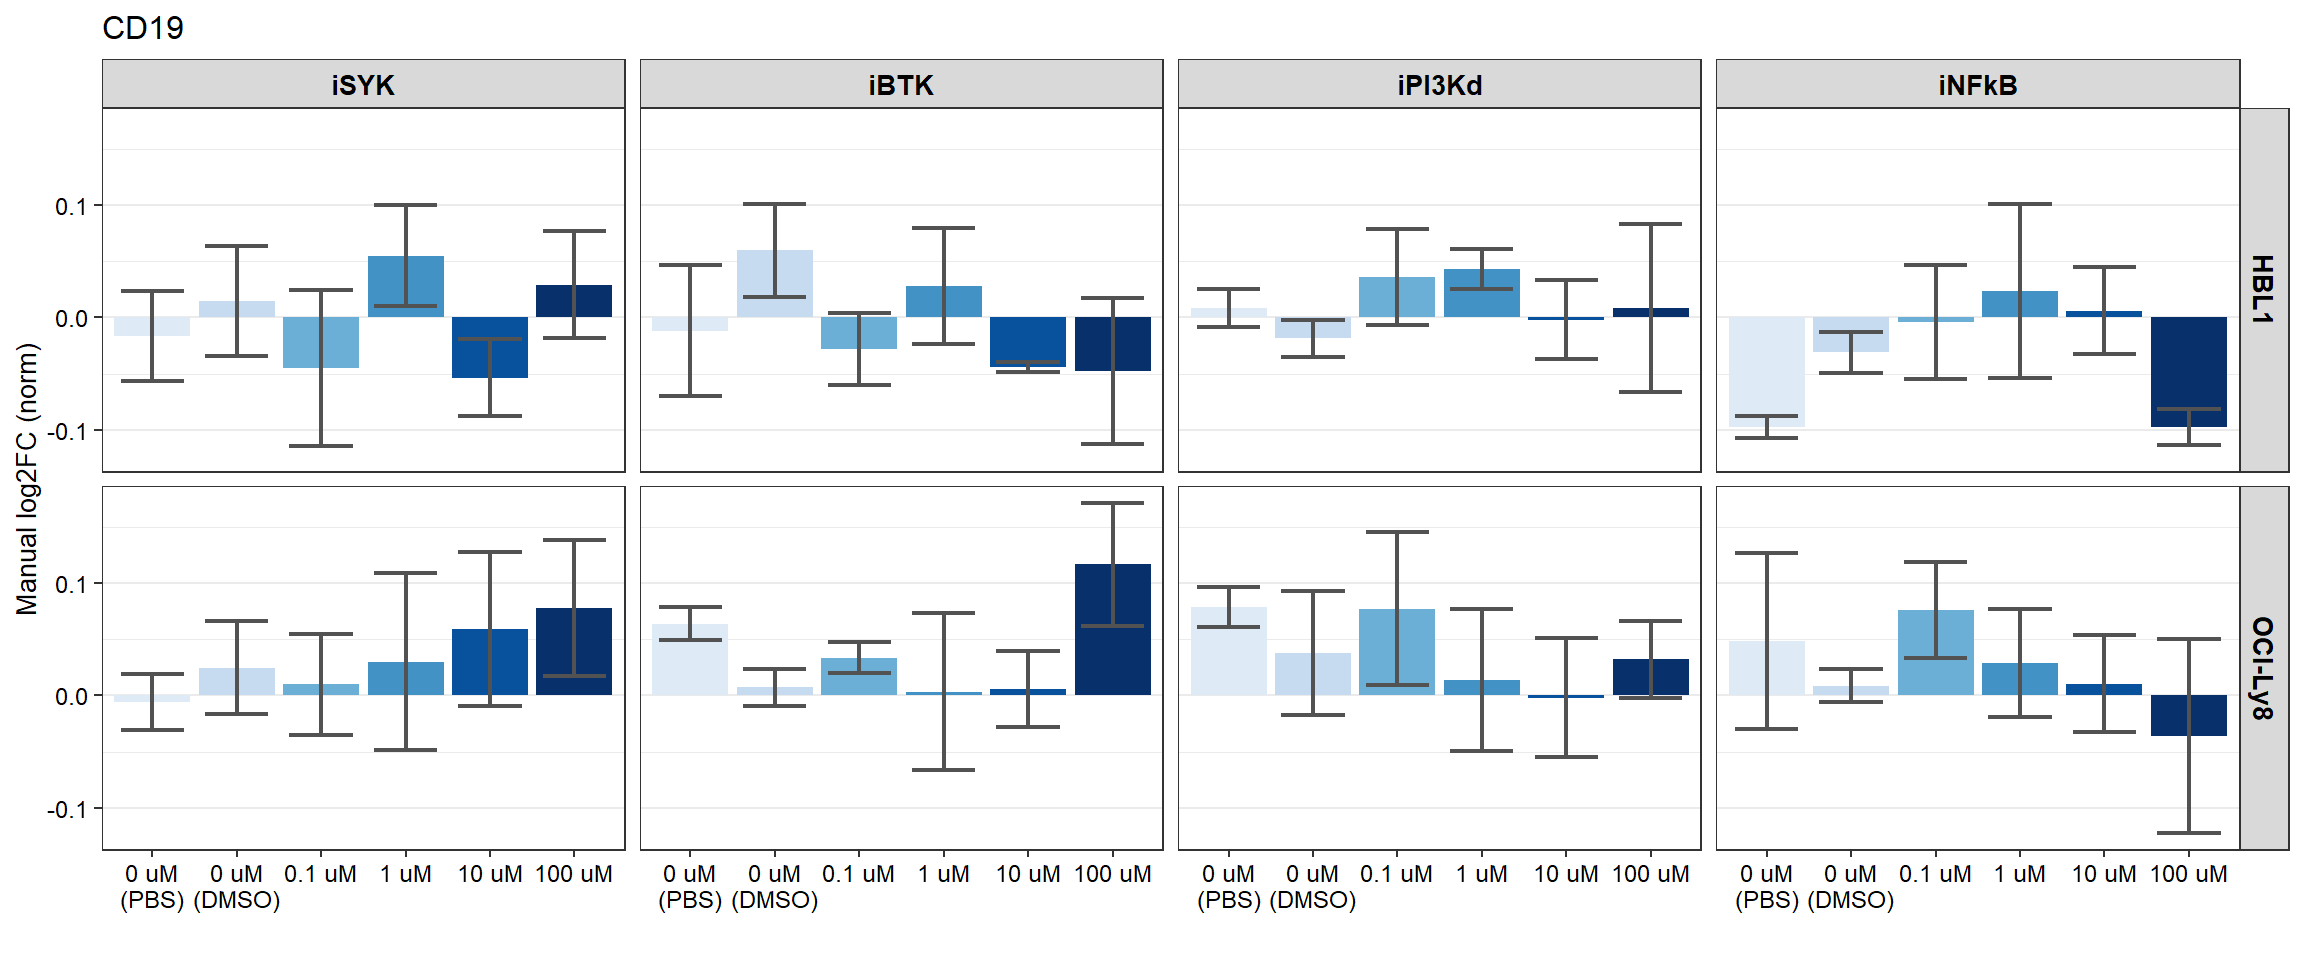 CD19
iSYK
iBTK
iPI3Kd
iNFkB
0.1
0.0
-0.1
HBL1
Manual log2FC (norm)
0.1
0.0
-0.1
OCI-Ly8
0 uM (PBS)
0 uM (DMSO)
0.1 uM
1 uM
10 uM
100 uM
0 uM (PBS)
0 uM (DMSO)
0.1 uM
1 uM
10 uM
100 uM
0 uM (PBS)
0 uM (DMSO)
0.1 uM
1 uM
10 uM
100 uM
0 uM (PBS)
0 uM (DMSO)
0.1 uM
1 uM
10 uM
100 uM